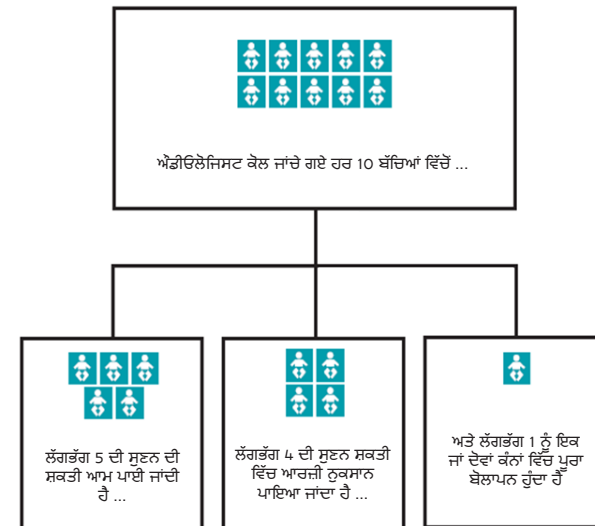 ਔਡੀਓਲੋਜਿਸਟ ਕੋਲ ਜਾਂਚੇ ਗਏ ਹਰ 10 ਬੱਚਿਆਂ ਵਿੱਚੋਂ ...
ਲੱਗਭੱਗ 5 ਦੀ ਸੁਣਨ ਦੀ
ਸ਼ਕਤੀ ਆਮ ਪਾਈ ਜਾਂਦੀ
ਹੈ ...
ਲੱਗਭੱਗ 4 ਦੀ ਸੁਣਨ ਸ਼ਕਤੀ
ਵਿੱਚ ਆਰਜ਼ੀ ਨੁਕਸਾਨ
ਪਾਇਆ ਜਾਂਦਾ ਹੈ ...
ਅਤੇ ਲੱਗਭੱਗ 1 ਨੂੰ ਇਕ
ਜਾਂ ਦੋਵਾਂ ਕੰਨਾਂ ਵਿੱਚ ਪੂਰਾ
ਬੋਲਾਪਨ ਹੁੰਦਾ ਹੈ